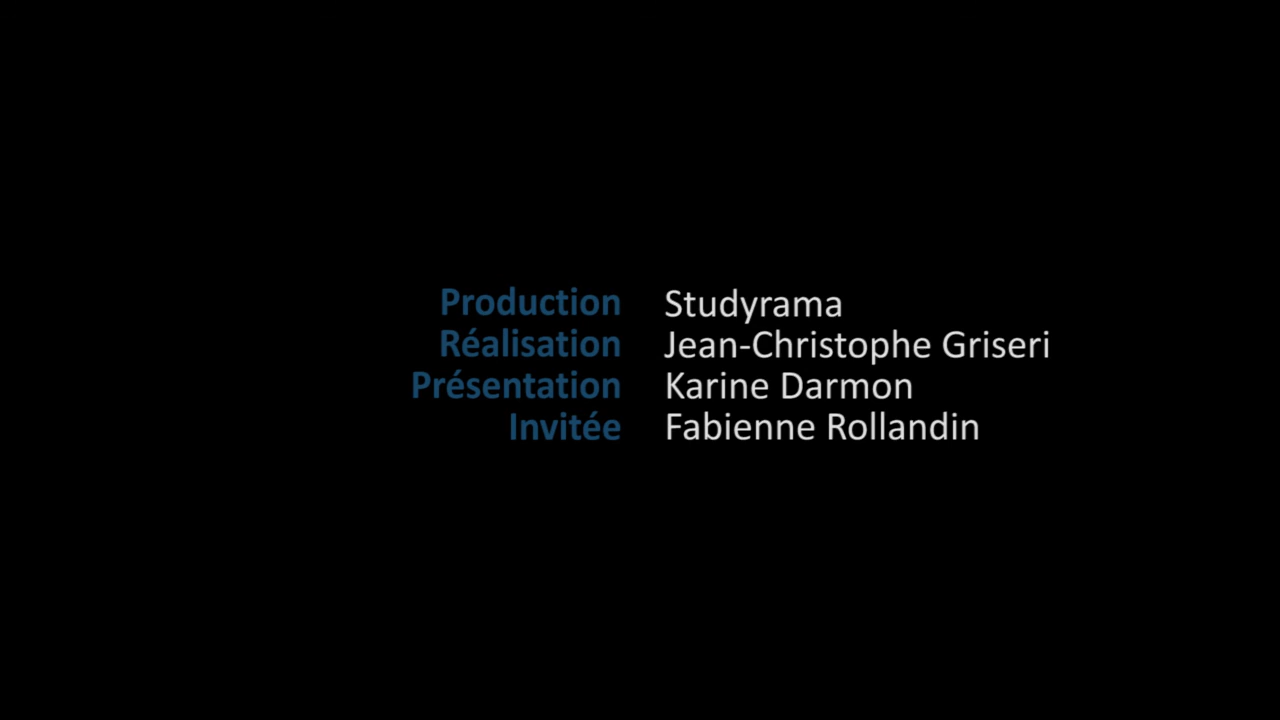 Production Studyrama
Réalisation Jean-Christophe Griseri
Présentation Karine Darmon
Invitée Fabienne Rollandin